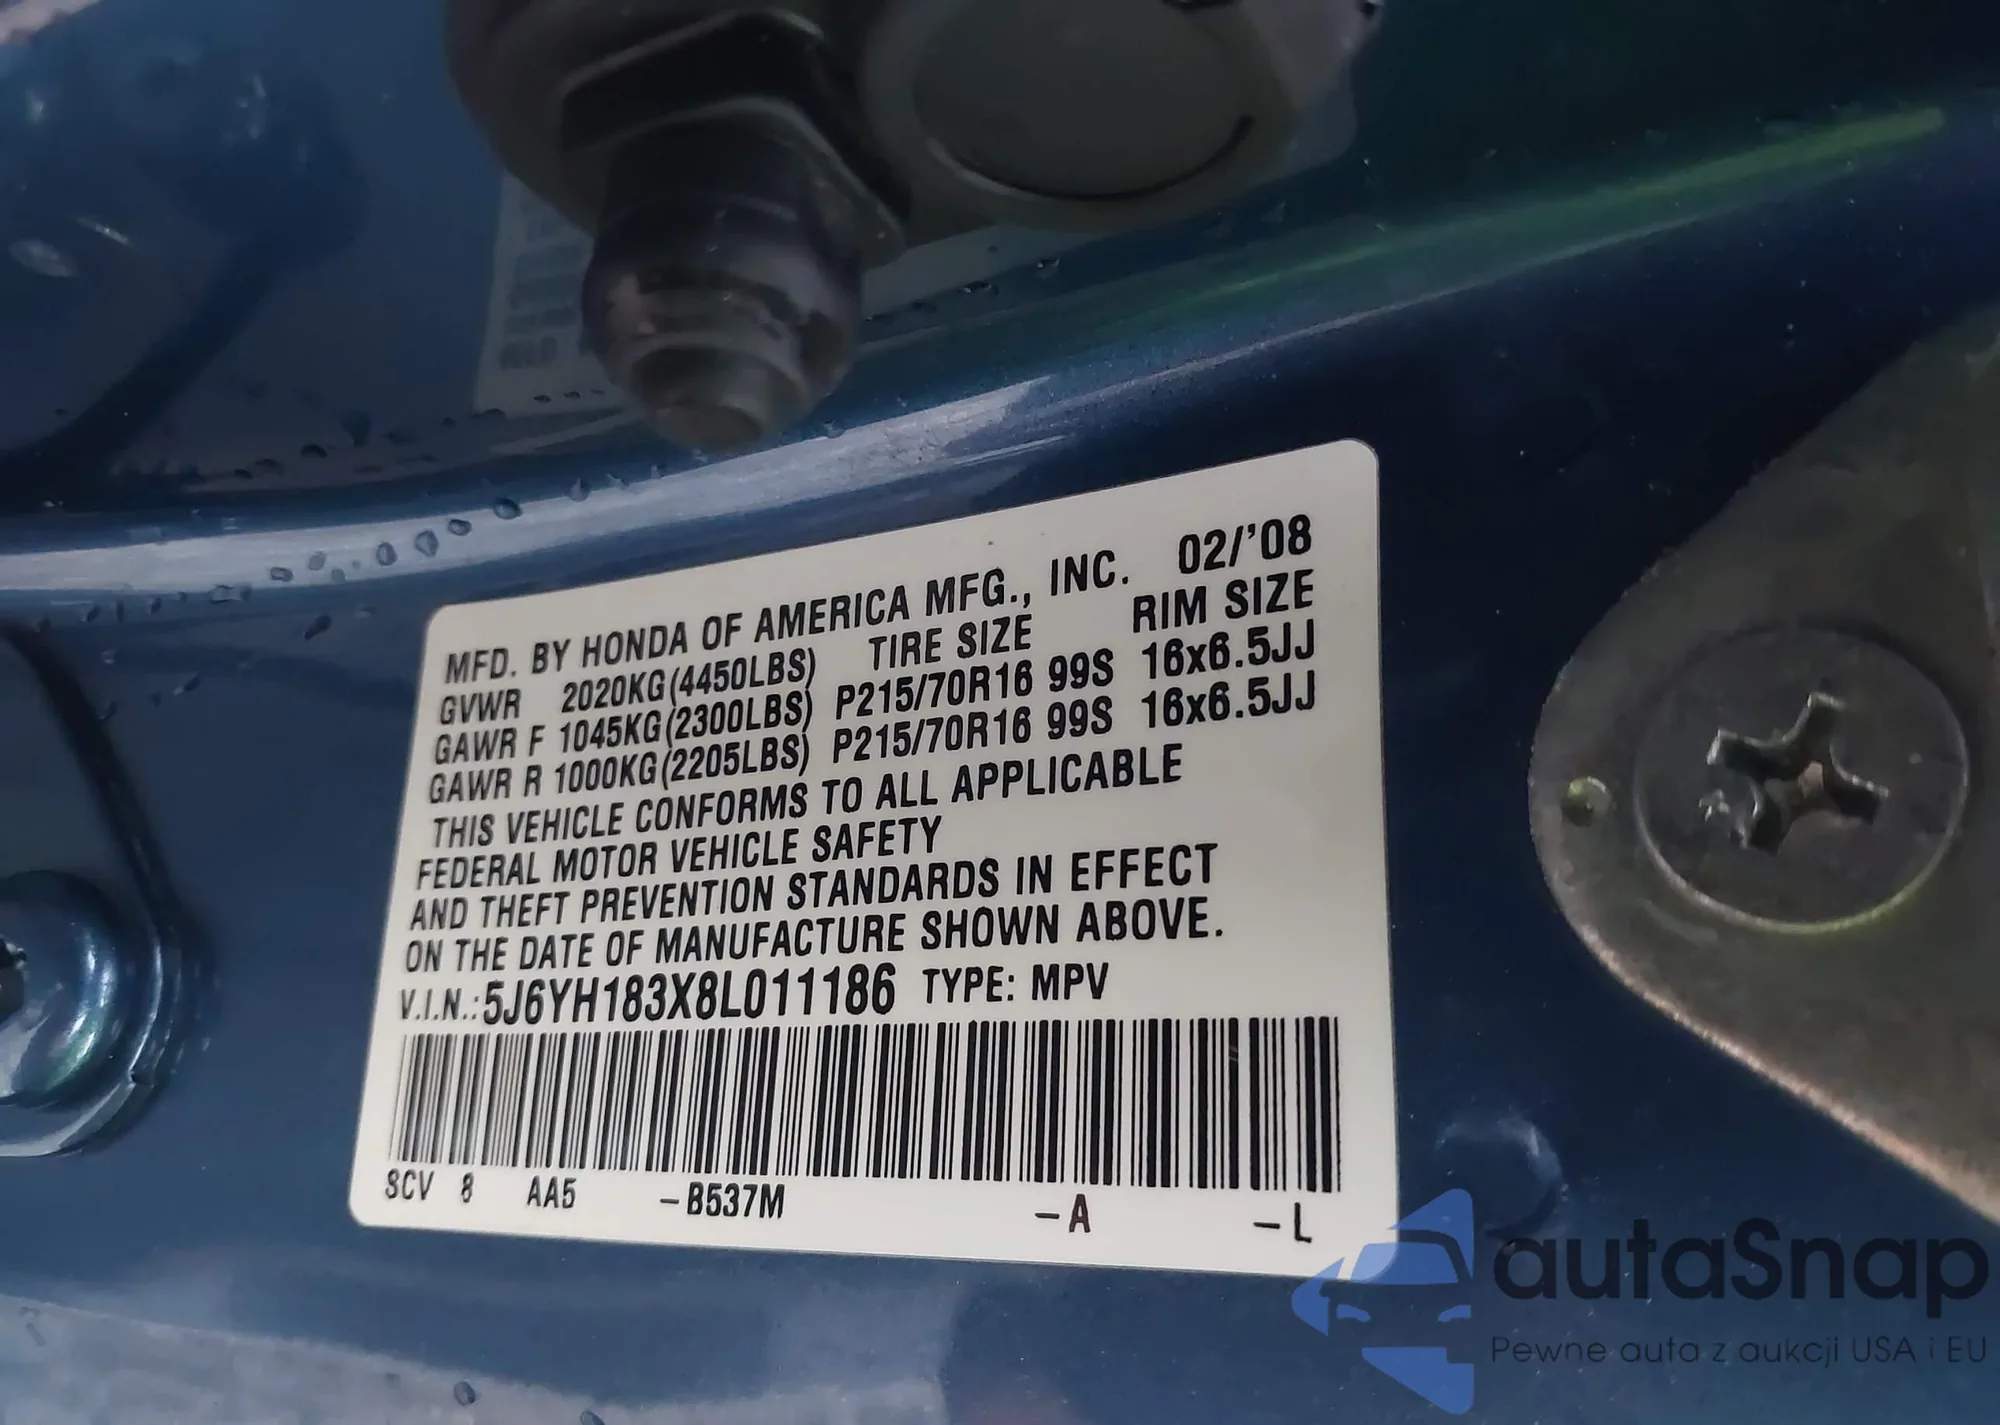 MFD. BY HONDA OF AMERICA MFG., INC. 02/'08
GVWR 2020KG(4450LBS) TIRE SIZE RIM SIZE
GAWR F 1045KG(2300LBS) P215/70R16 99S 16x6.5JJ
GAWR R 1000KG(2205LBS) P215/70R16 99S 16x6.5JJ
THIS VEHICLE CONFORMS TO ALL APPLICABLE
FEDERAL MOTOR VEHICLE SAFETY
AND THEFT PREVENTION STANDARDS IN EFFECT
ON THE DATE OF MANUFACTURE SHOWN ABOVE.
V.I.N.:5J6YH183X8L011186 TYPE: MPV
SCV 8 AA5 -B537M -A -L
autaSnap
Pewne auta z aukcji USA i EU